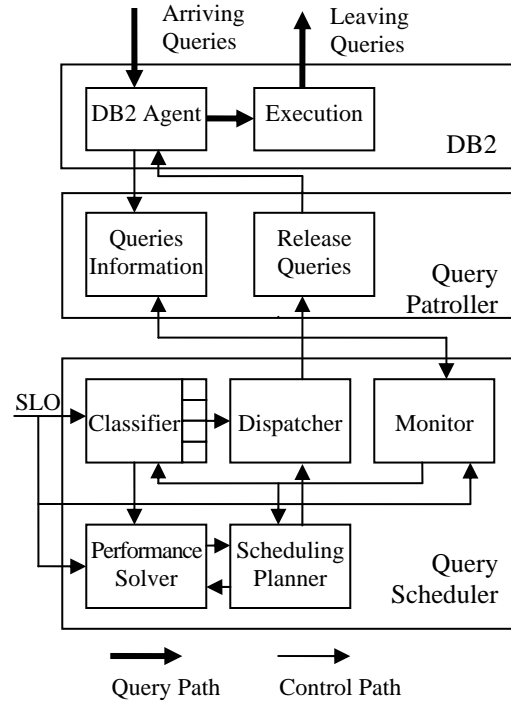 Arriving
Queries
Leaving
Queries
DB2 Agent
Execution
DB2
Queries
Information
Release
Queries
Query
Patroller
SLO
Classifier
Dispatcher
Monitor
Performance
Solver
Scheduling
Planner
Query
Scheduler
Query Path
Control Path